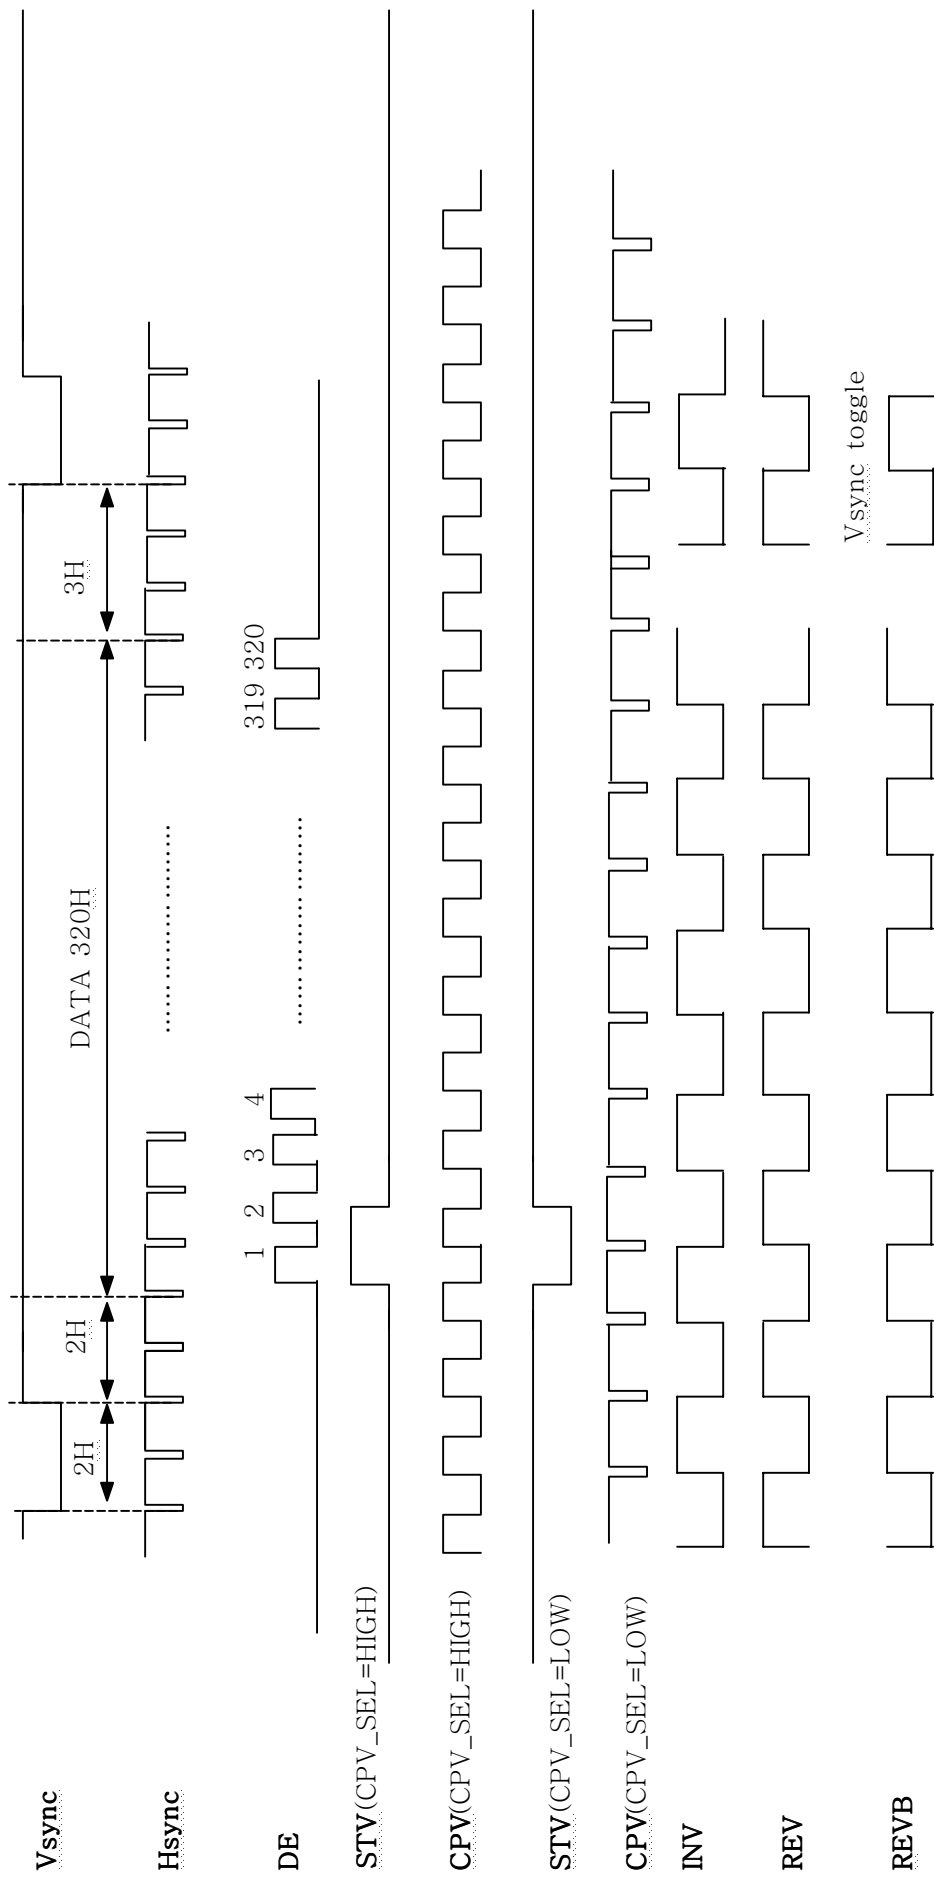 Vsync
2H
2H
DATA 320H
3H
Hsync
DE
1 2 3 4
319 320
STV(CPV_SEL=HIGH)
CPV(CPV_SEL=HIGH)
STV(CPV_SEL=LOW)
CPV(CPV_SEL=LOW)
INV
REV
Vsync toggle
REVB